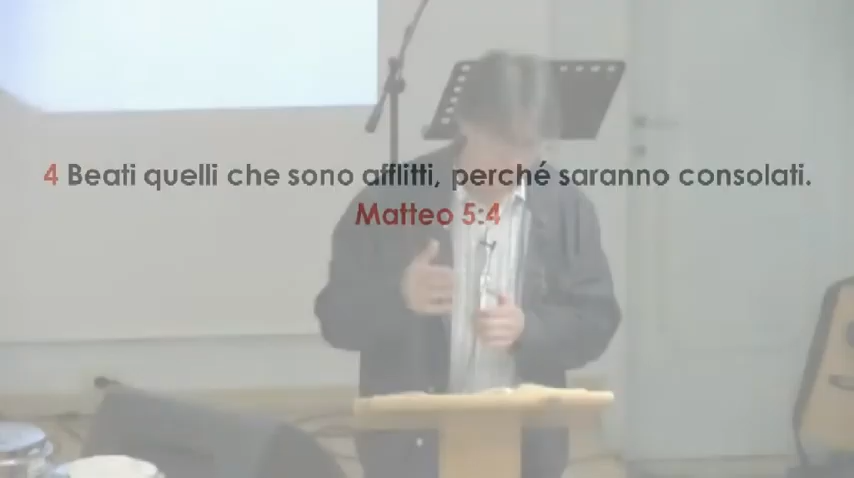 4 Beati quelli che sono afflitti, perché saranno consolati.
Matteo 5:4